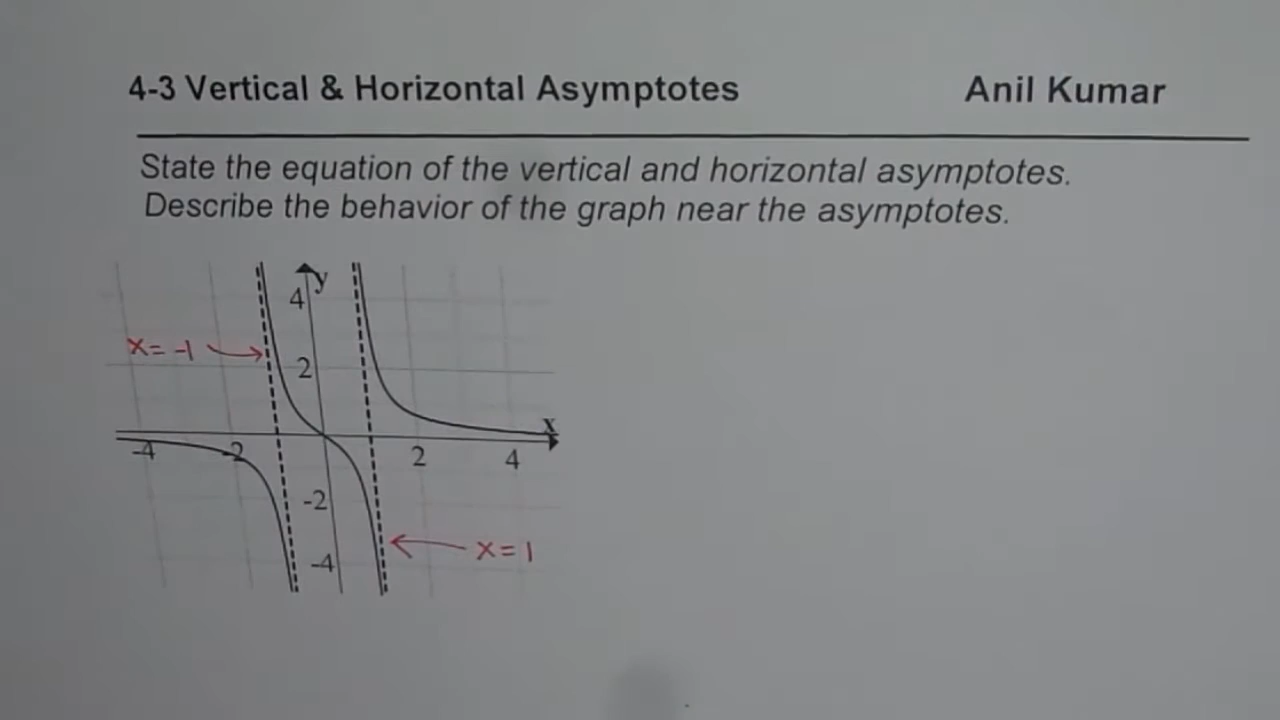 4-3 Vertical & Horizontal Asymptotes Anil Kumar
State the equation of the vertical and horizontal asymptotes.
Describe the behavior of the graph near the asymptotes.
y
4
x= -1
2
x
-4 -2 2 4
-2
-4
x=1